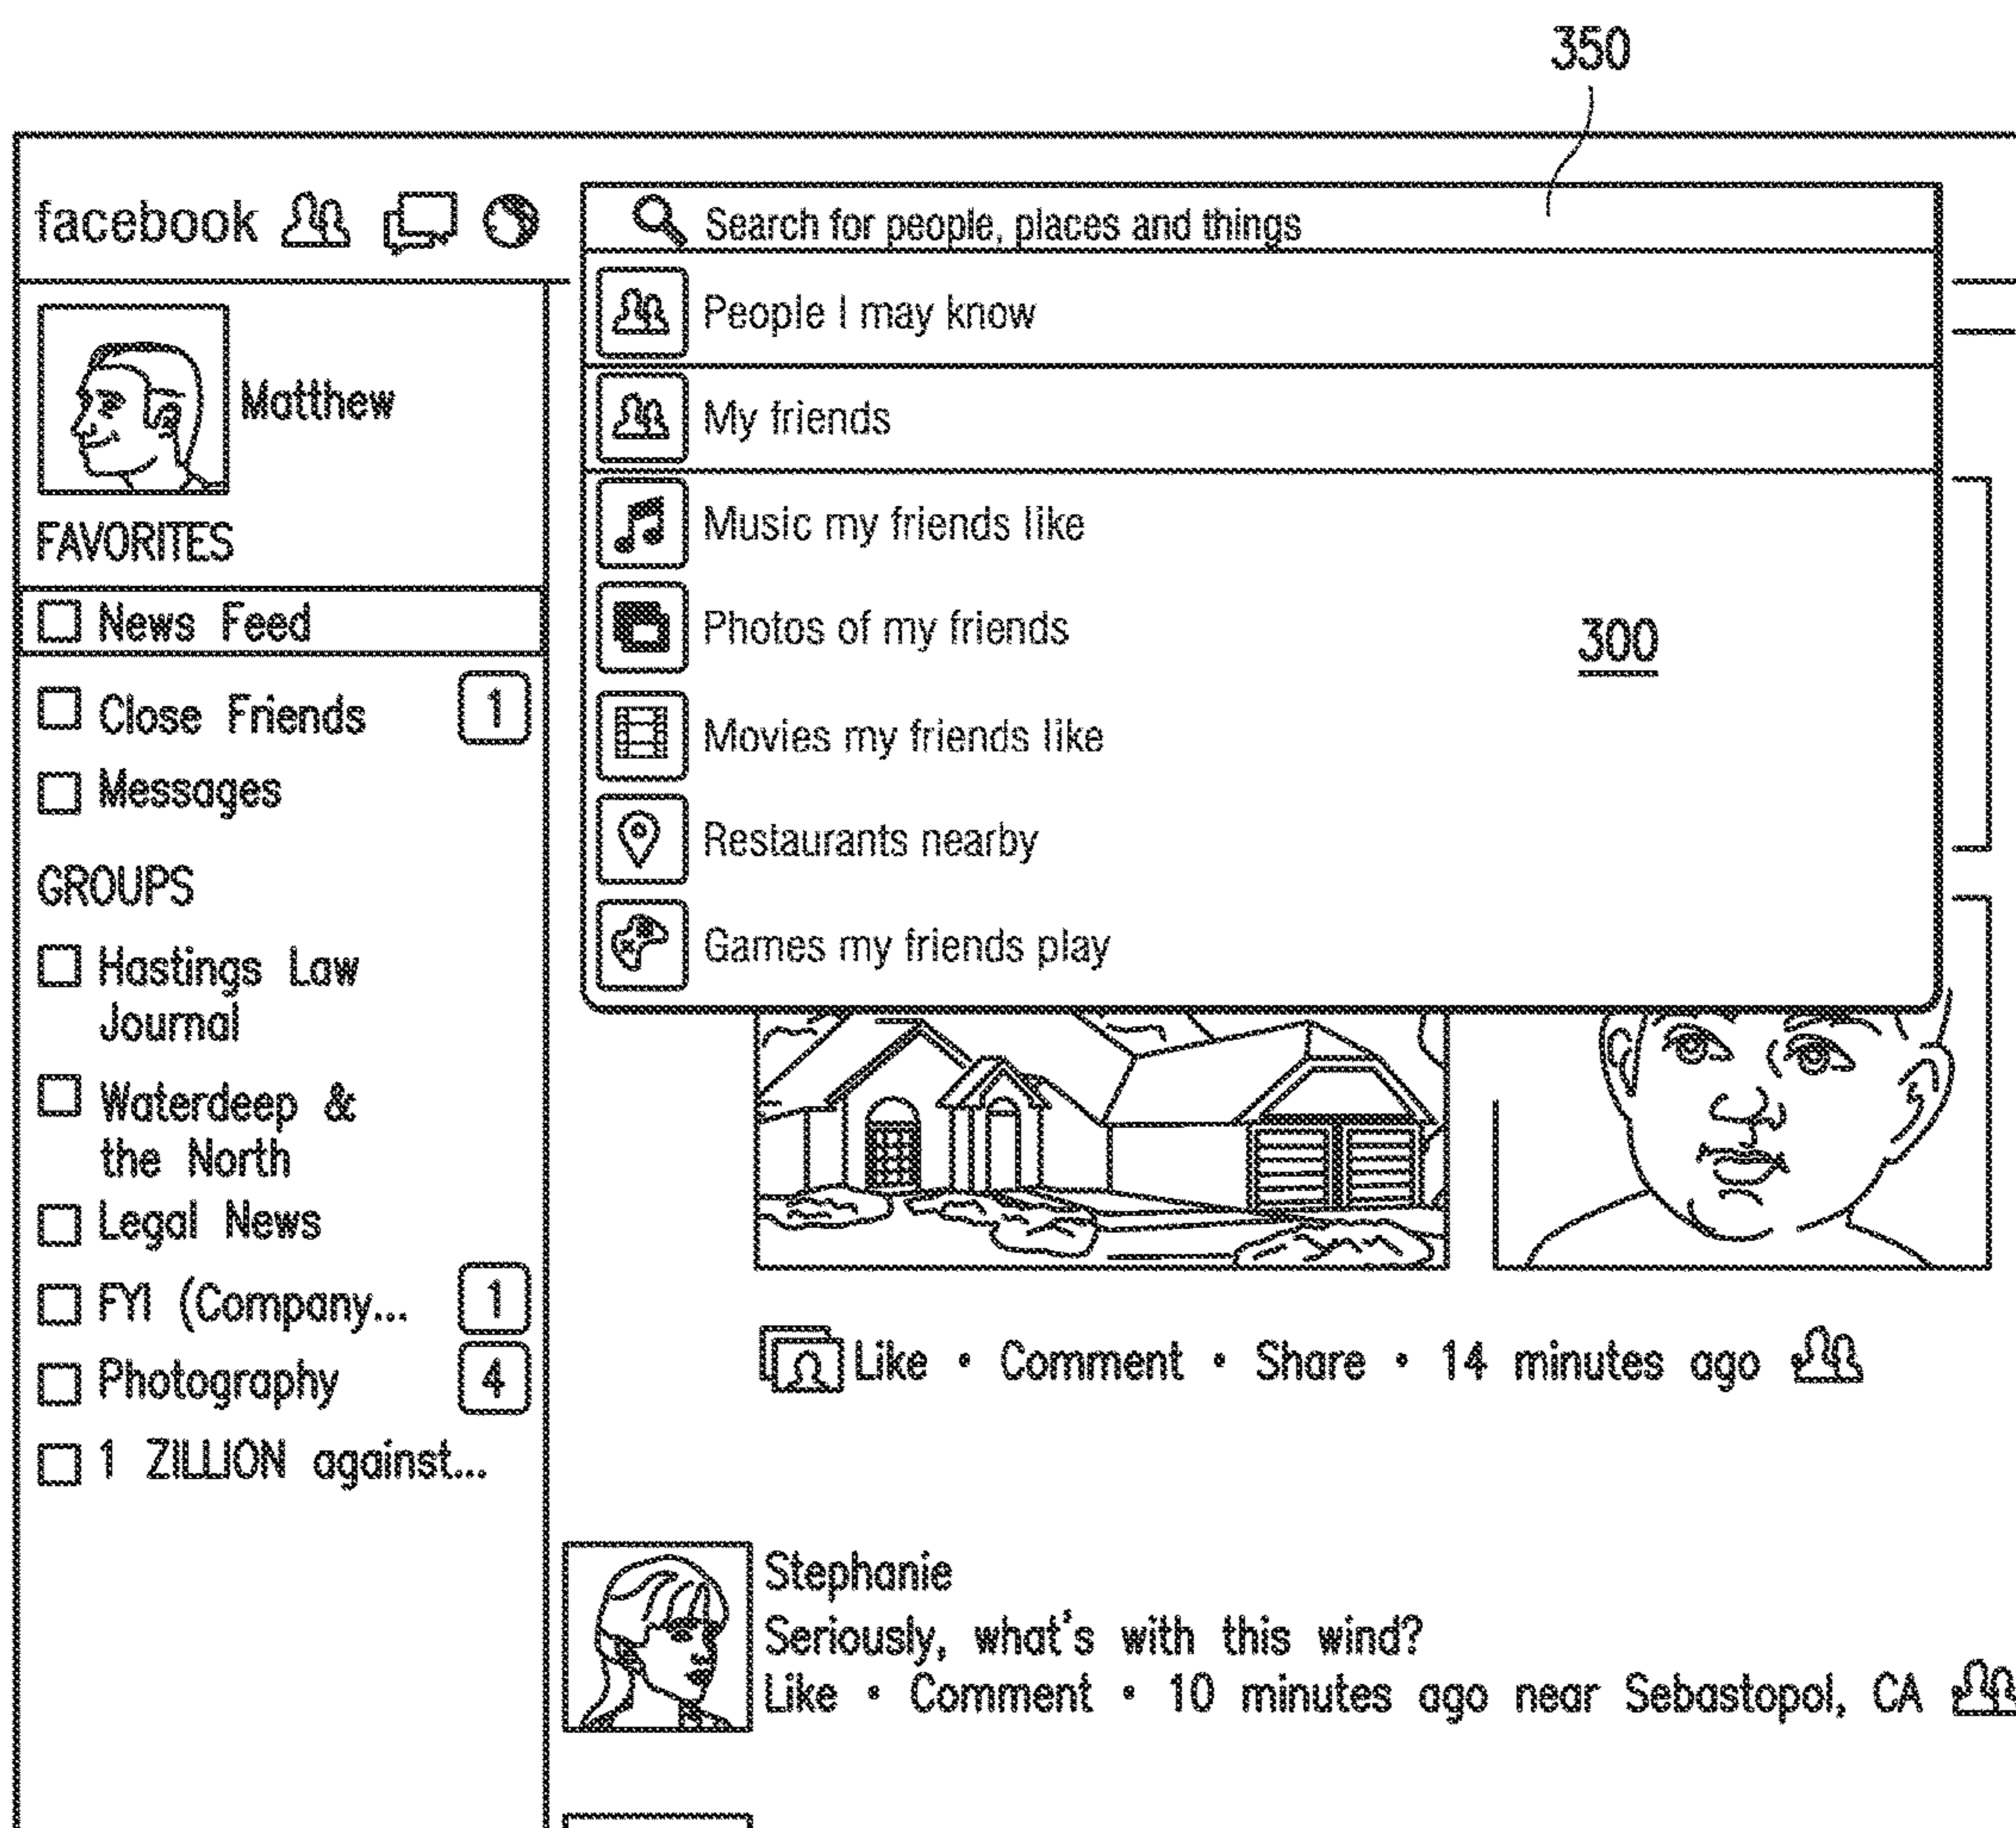 350
facebook
Search for people, places and things
People I may know
My friends
Music my friends like
Photos of my friends
Movies my friends like
Restaurants nearby
Games my friends play
300
Matthew
FAVORITES
News Feed
Close Friends 1
Messages
GROUPS
Hastings Law
Journal
Waterdeep &
the North
Legal News
FYI (Company... 1
Photography 4
1 ZILLION against...
Like • Comment • Share • 14 minutes ago
Stephanie
Seriously, what's with this wind?
Like • Comment • 10 minutes ago near Sebastopol, CA